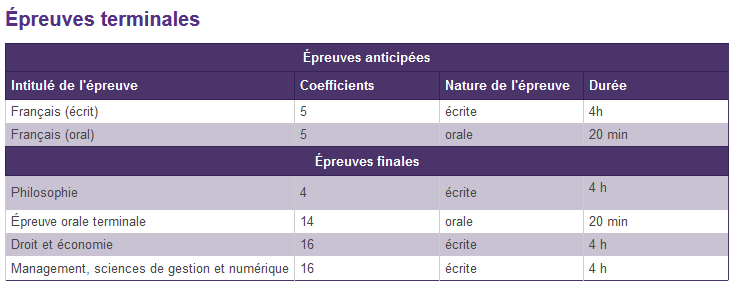 Épreuves terminales
Épreuves anticipées
Intitulé de l'épreuve Coefficients Nature de l'épreuve Durée
Français (écrit) 5 écrite 4h
Français (oral) 5 orale 20 min
Épreuves finales
Philosophie 4 écrite 4 h
Épreuve orale terminale 14 orale 20 min
Droit et économie 16 écrite 4 h
Management, sciences de gestion et numérique 16 écrite 4 h